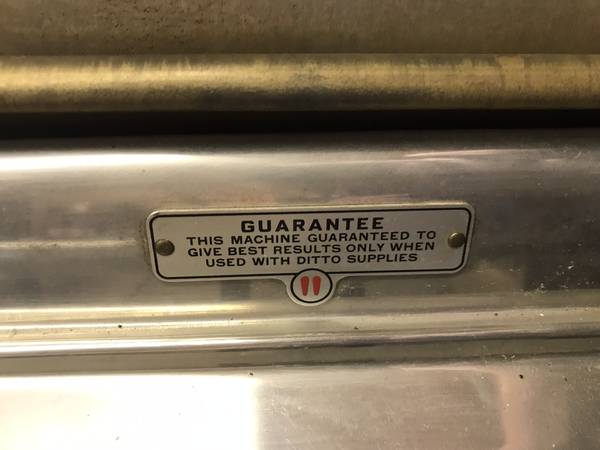 GUARANTEE
THIS MACHINE GUARANTEED TO
GIVE BEST RESULTS ONLY WHEN
USED WITH DITTO SUPPLIES